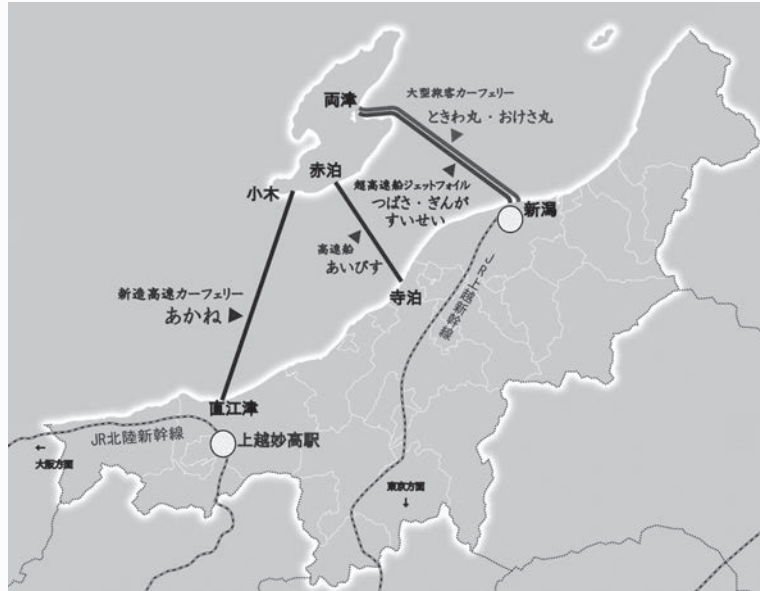 両津
大型旅客カーフェリー
ときわ丸・おけさ丸
赤泊
小木
超高速船ジェットフォイル
つばさ・ぎんが
すいせい
新潟
高速船
あいびす
JR上越新幹線
新造高速カーフェリー
あかね
寺泊
直江津
JR北陸新幹線
上越妙高駅
←
大阪方面
東京方面
↓